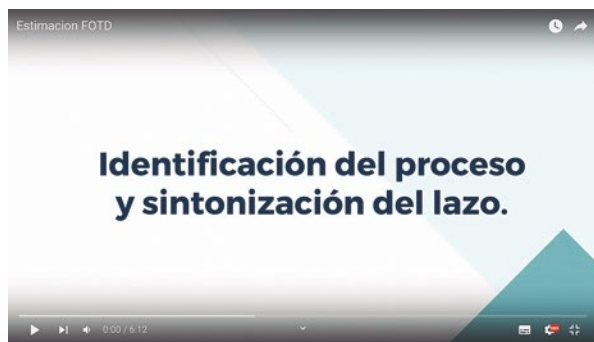 Estimacion FOTD
Identificación del proceso
y sintonización del lazo.
0:00 / 6:12